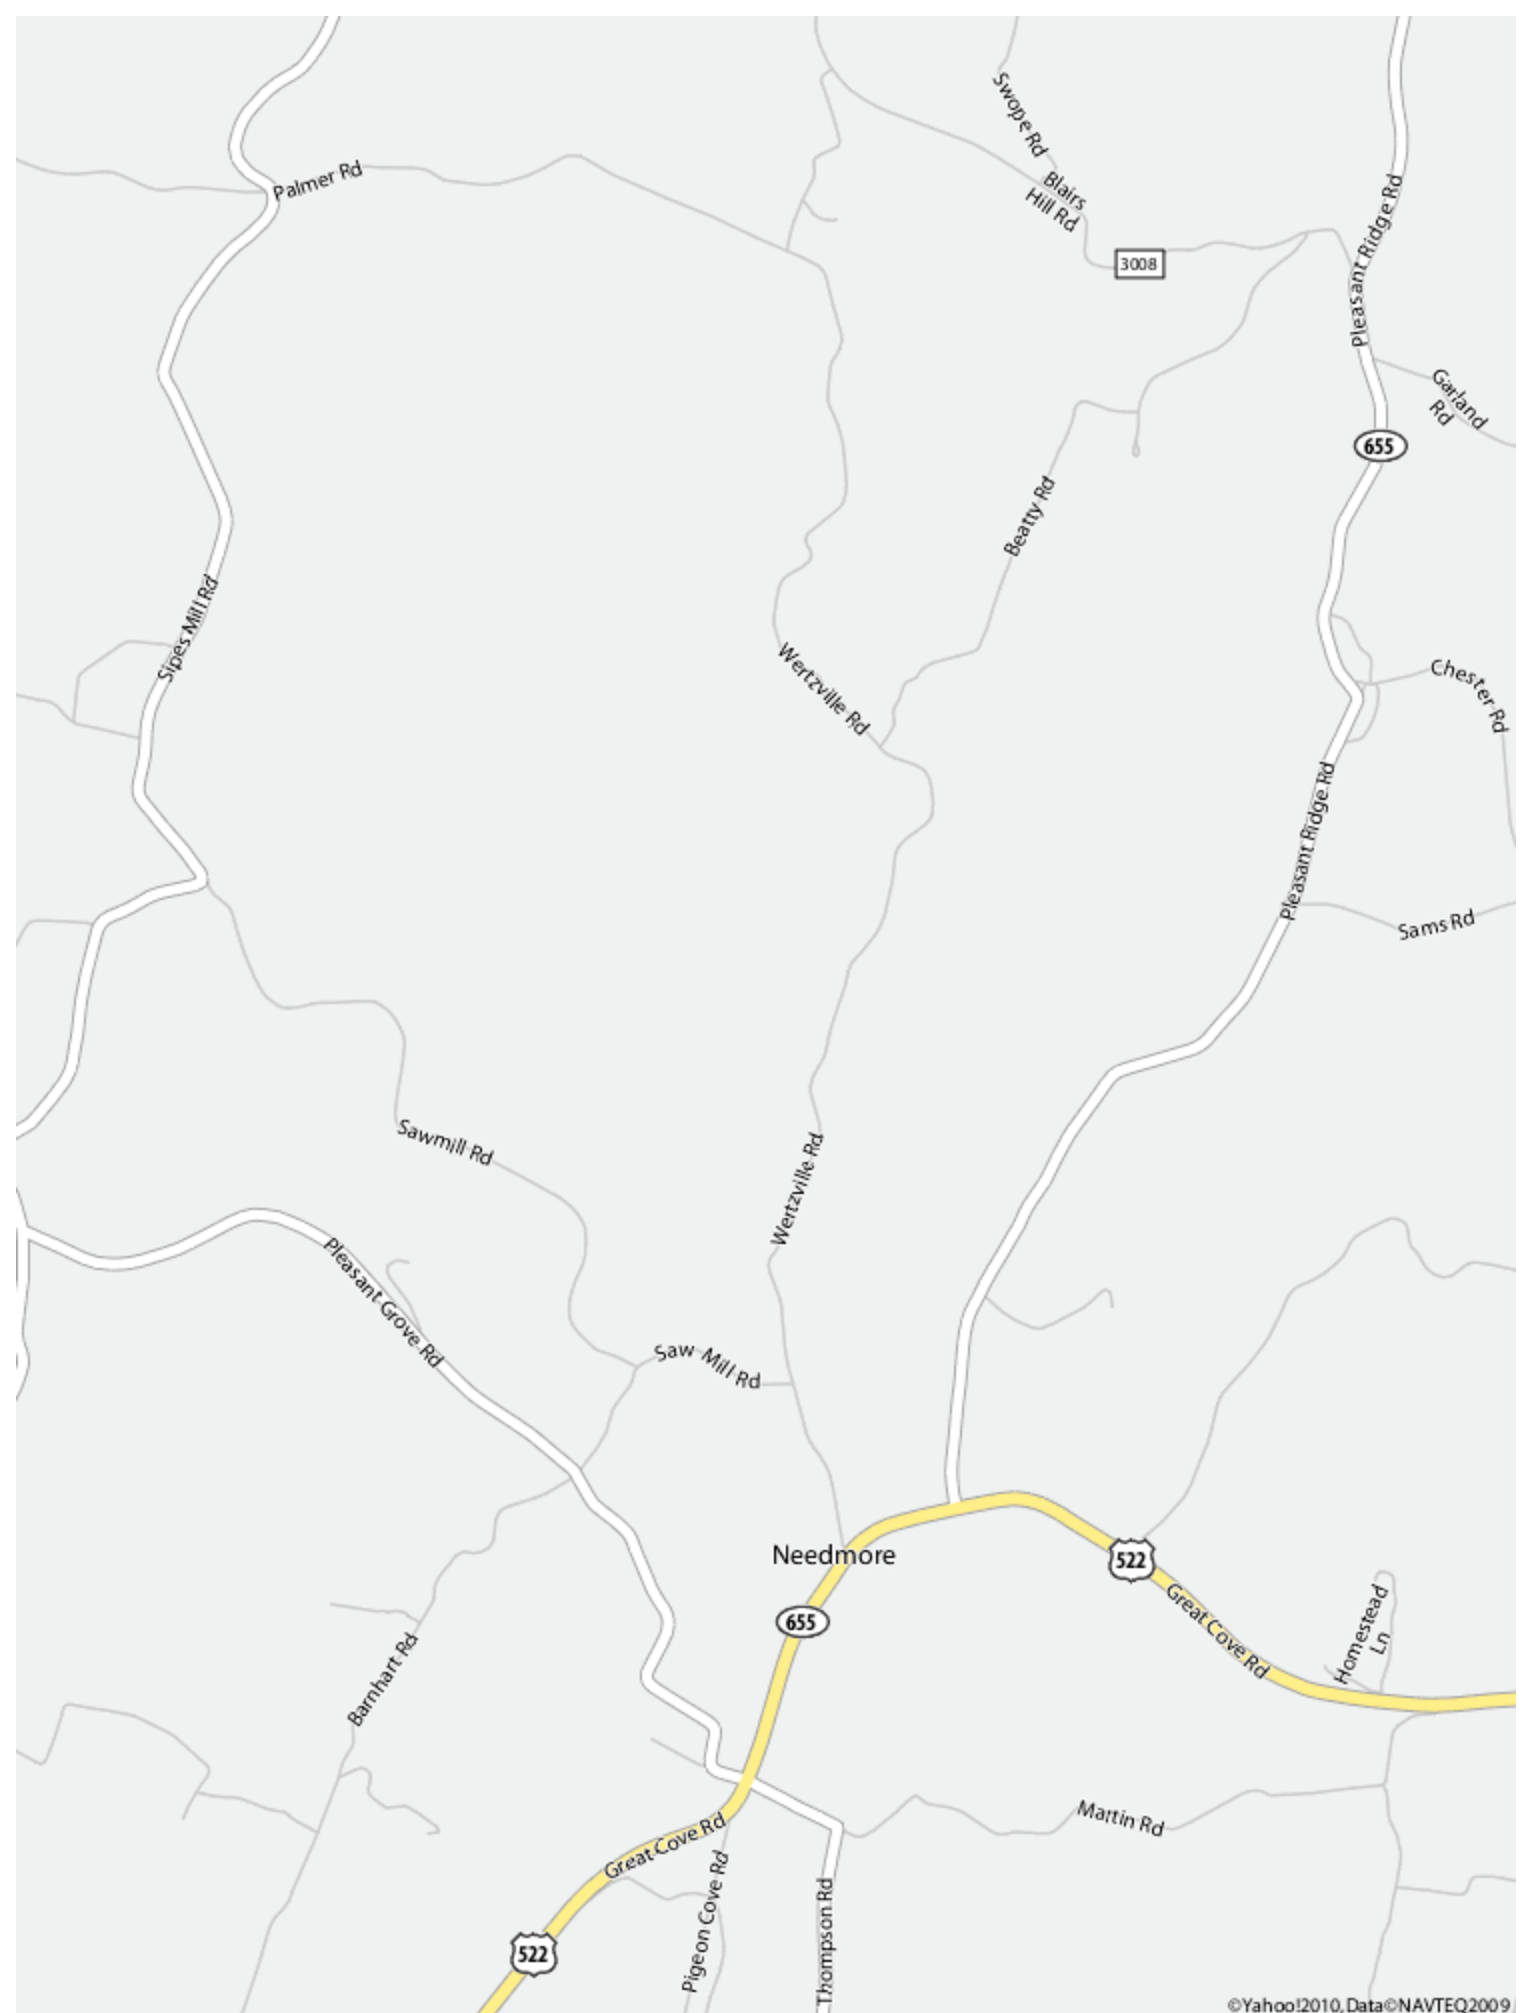 Swope Rd
Palmer Rd
Blairs
Hill Rd
Pleasant Ridge Rd
3008
Garland
Rd
655
Beatty Rd
Sipes Mill Rd
Wertzville Rd
Chester Rd
Pleasant Ridge Rd
Sams Rd
Sawmill Rd
Wertzville Rd
Pleasant Grove Rd
Saw Mill Rd
Needmore
522
655
Great Cove Rd
Homestead
Ln
Barnhart Rd
Martin Rd
Great Cove Rd
Pigeon Cove Rd
Thompson Rd
522
©Yahoo!2010, Data©NAVTEQ2009